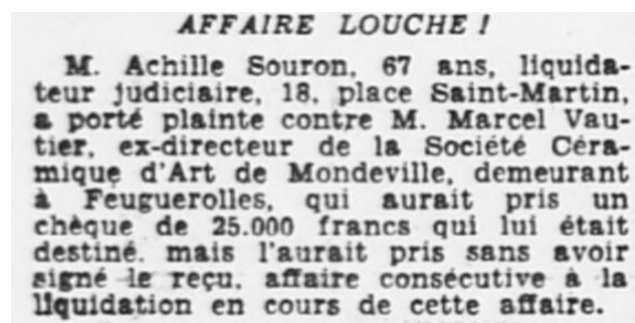 AFFAIRE LOUCHE !
M. Achille Souron, 67 ans, liquida-
teur judiciaire, 18, place Saint-Martin,
a porté plainte contre M. Marcel Vau-
tier, ex-directeur de la Société Céra-
mique d'Art de Mondeville, demeurant
à Feuguerolles, qui aurait pris un
chèque de 25.000 francs qui lui était
destiné, mais l'aurait pris sans avoir
signé le reçu, affaire consécutive à la
liquidation en cours de cette affaire.